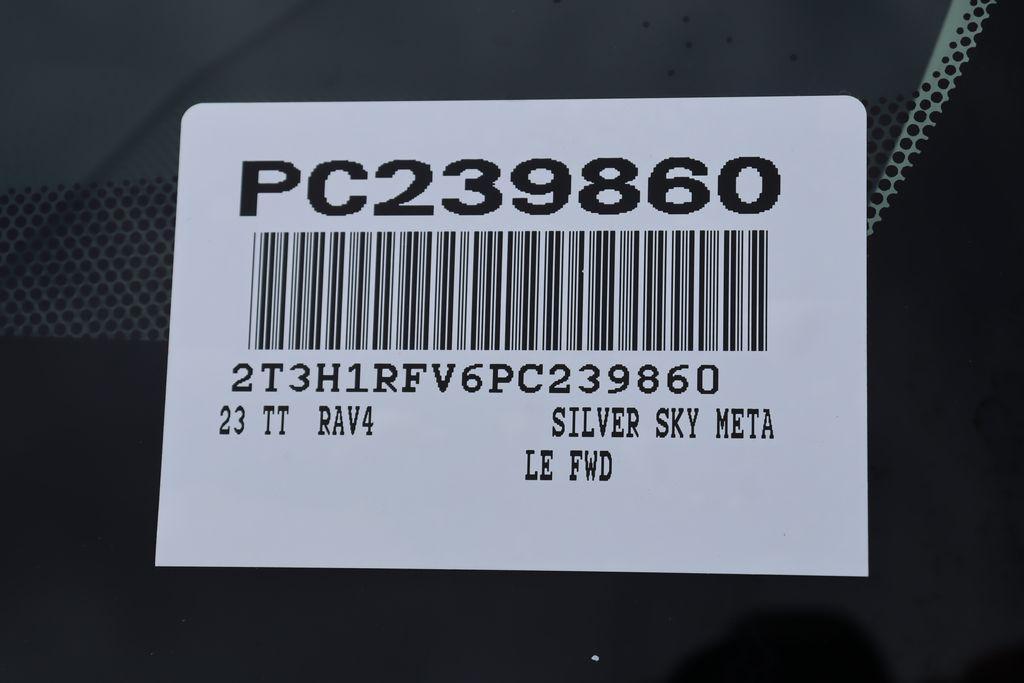 PC239860
2T3H1RFV6PC239860
23 TT RAV4 SILVER SKY META
LE FWD